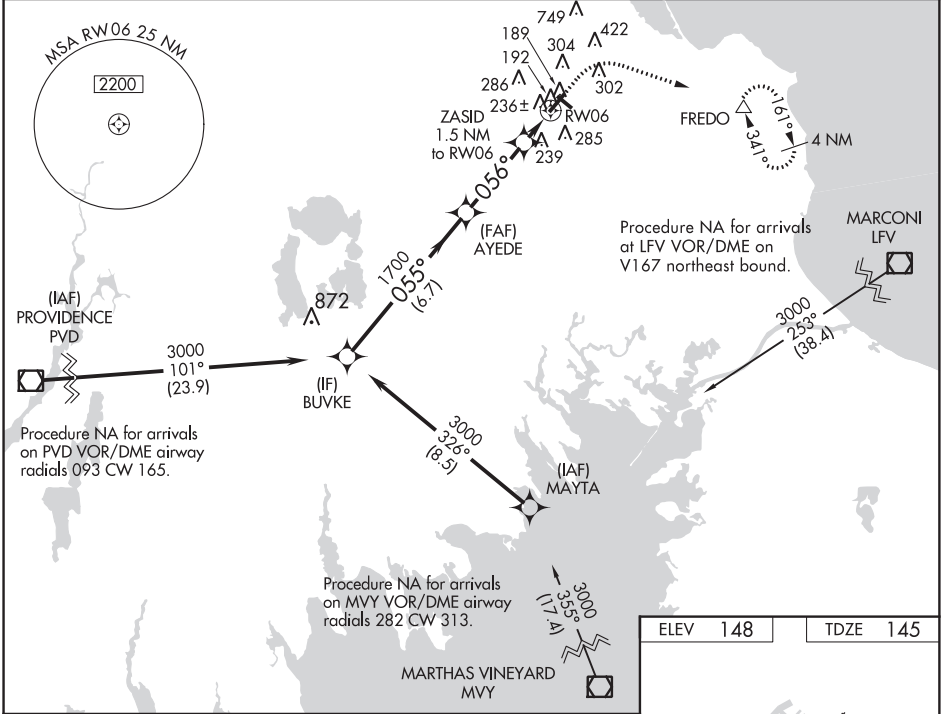 MSA RW06 25 NM
2200
749
422
189
304
192
286
302
236±
RW06
ZASID
1.5 NM
to RW06
239
285
FREDO
161°
341°
4 NM
056°
(FAF)
AYEDE
1700
055°
(6.7)
Procedure NA for arrivals
at LFV VOR/DME on
V167 northeast bound.
MARCONI
LFV
3000
253°
(38.4)
872
(IAF)
PROVIDENCE
PVD
3000
101°
(23.9)
(IF)
BUVKE
Procedure NA for arrivals
on PVD VOR/DME airway
radials 093 CW 165.
3000
326°
(8.5)
(IAF)
MAYTA
Procedure NA for arrivals
on MVY VOR/DME airway
radials 282 CW 313.
3000
355°
(17.4)
MARTHAS VINEYARD
MVY
ELEV 148
TDZE 145